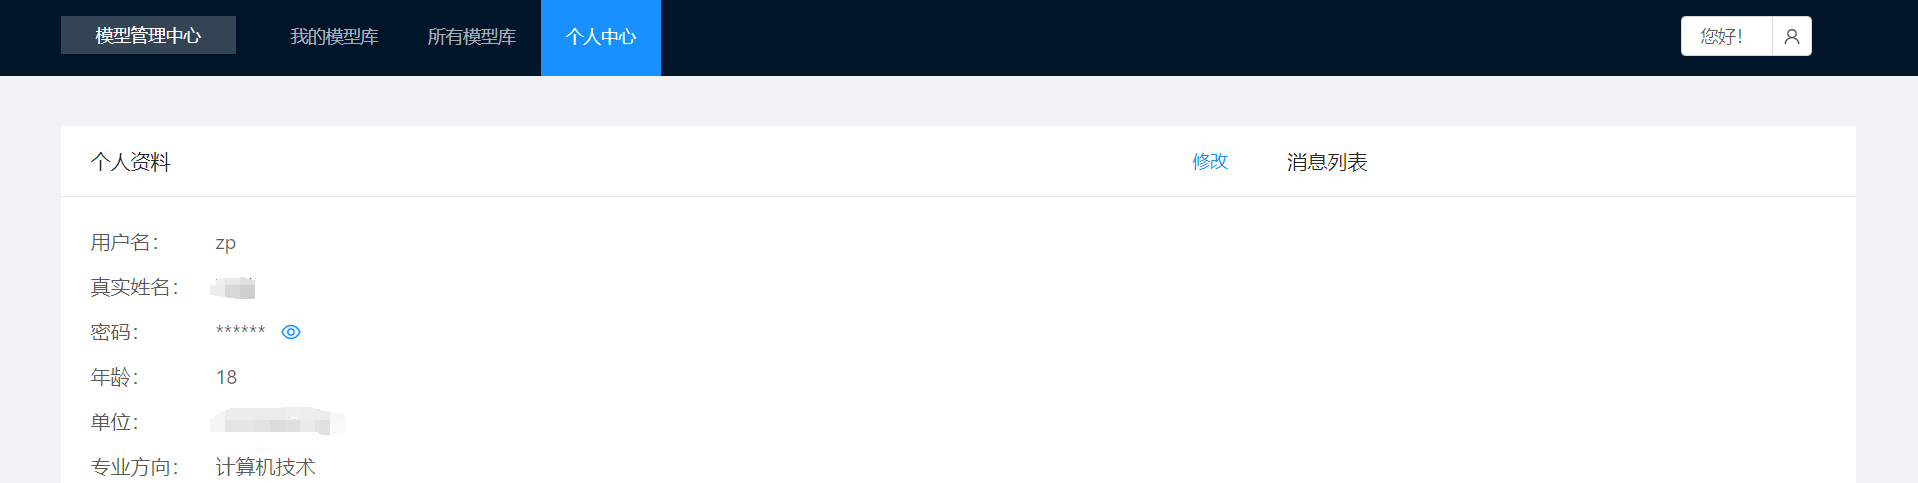 模型管理中心 我的模型库 所有模型库 个人中心 您好！
个人资料 修改 消息列表
用户名： zp
真实姓名：
密码： ******
年龄： 18
单位：
专业方向： 计算机技术